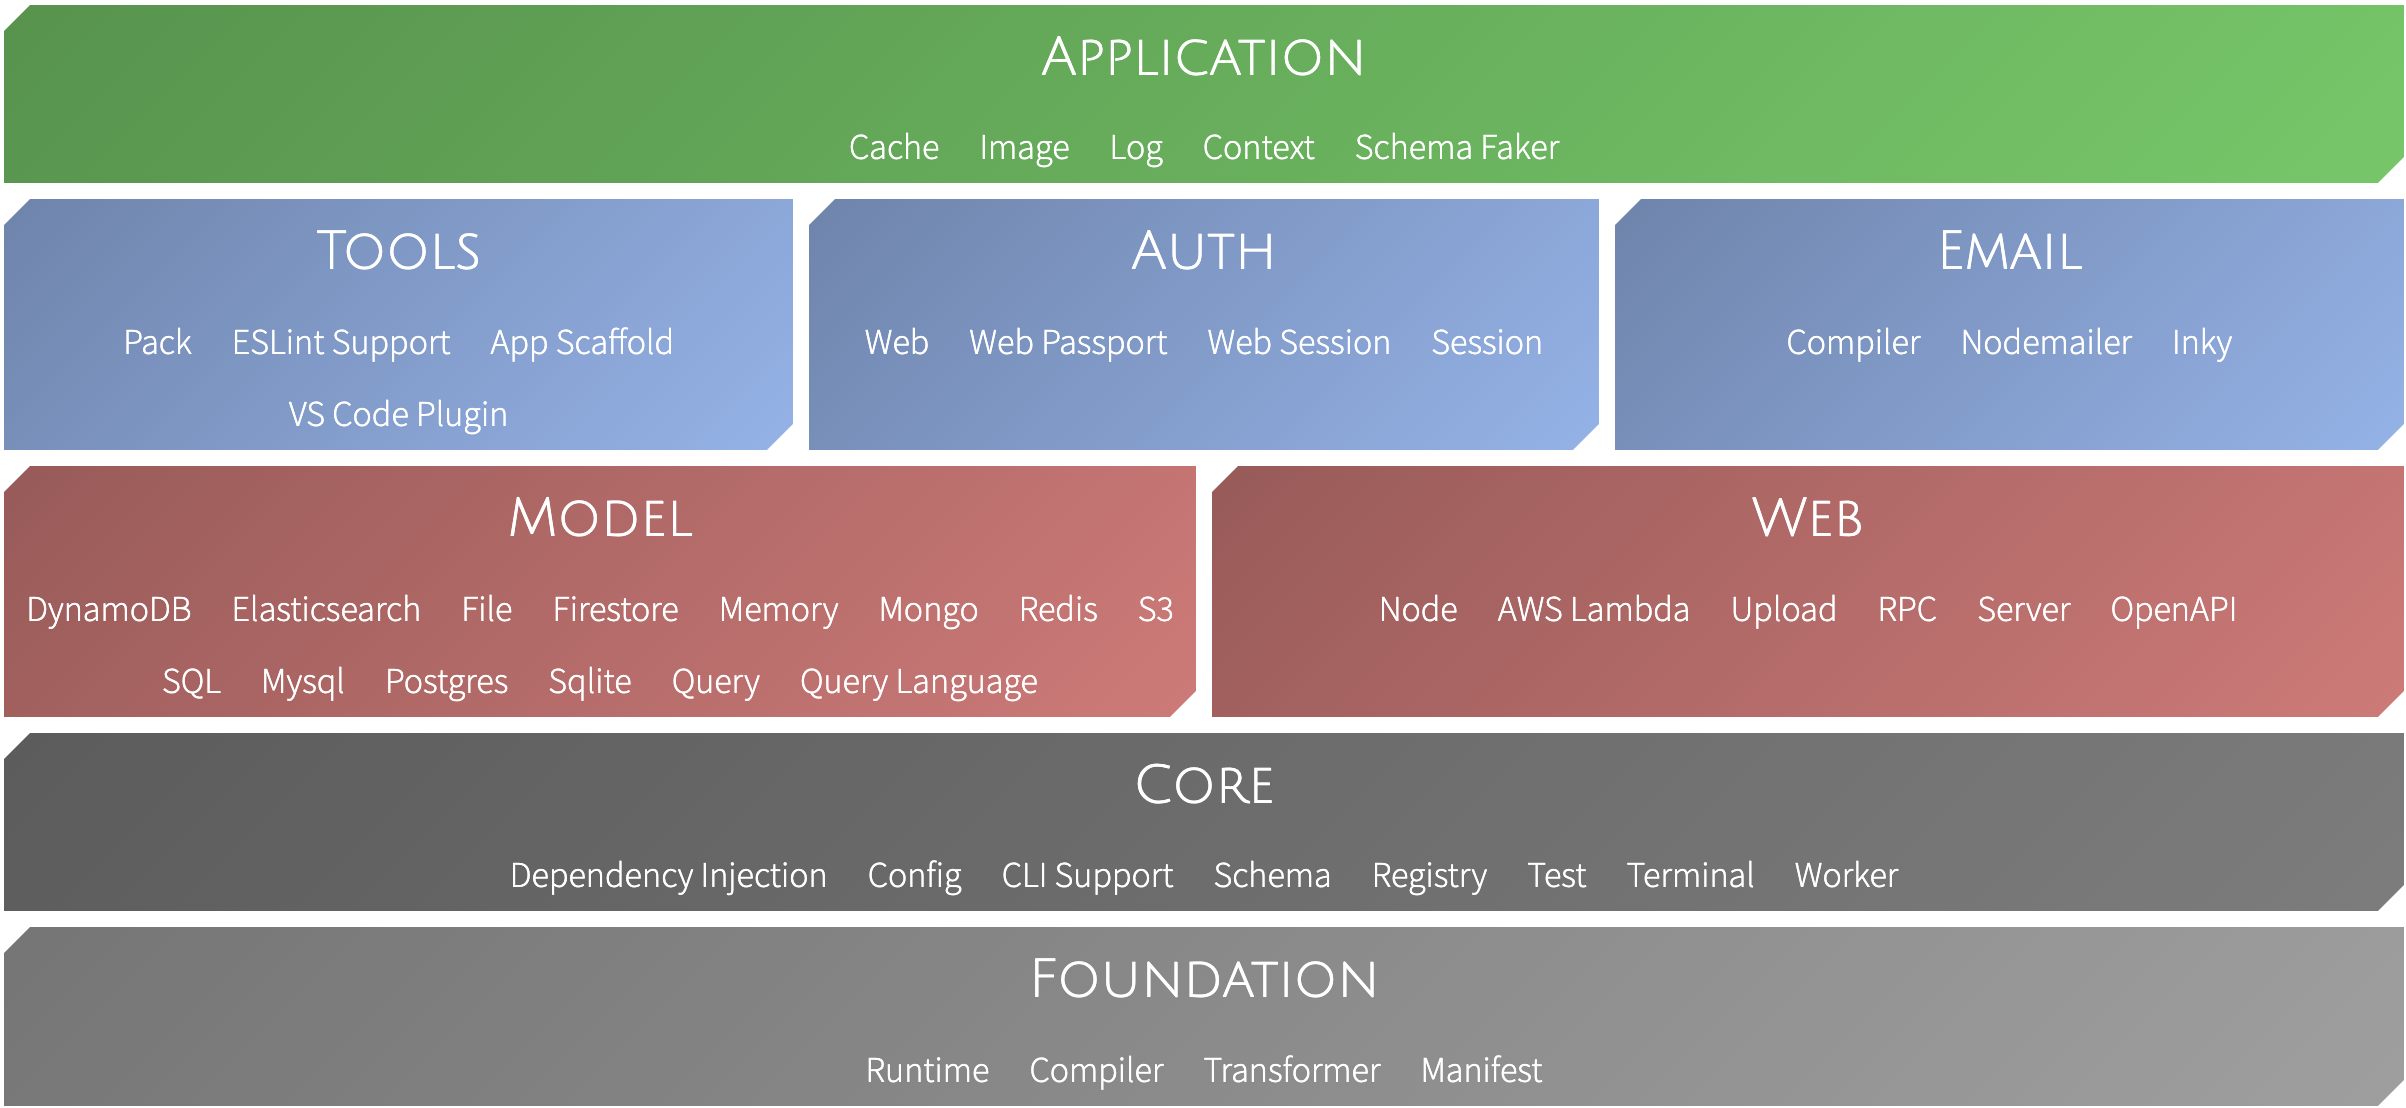 Application
Cache Image Log Context Schema Faker
Tools
Pack ESLint Support App Scaffold
VS Code Plugin
Auth
Web Web Passport Web Session Session
Email
Compiler Nodemailer Inky
Model
DynamoDB Elasticsearch File Firestore Memory Mongo Redis S3
SQL Mysql Postgres Sqlite Query Query Language
Web
Node AWS Lambda Upload RPC Server OpenAPI
Core
Dependency Injection Config CLI Support Schema Registry Test Terminal Worker
Foundation
Runtime Compiler Transformer Manifest